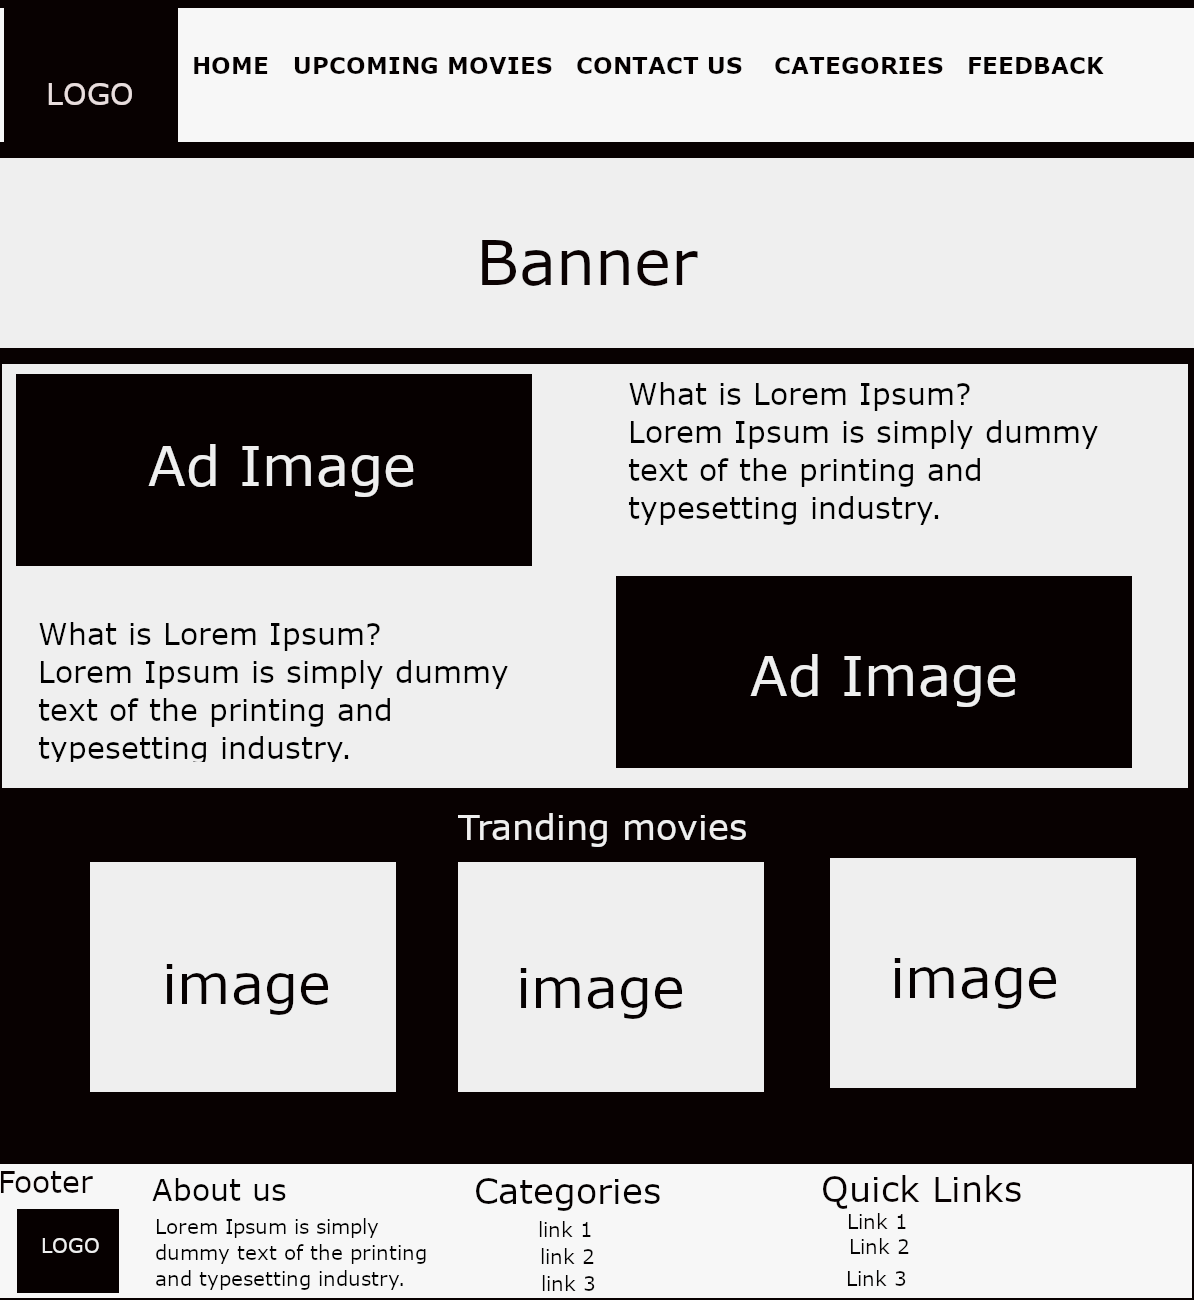 LOGO
HOME UPCOMING MOVIES CONTACT US CATEGORIES FEEDBACK
Banner
Ad Image
What is Lorem Ipsum?
Lorem Ipsum is simply dummy
text of the printing and
typesetting industry.
What is Lorem Ipsum?
Lorem Ipsum is simply dummy
text of the printing and
typesetting industry.
Ad Image
Tranding movies
image
image
image
Footer
LOGO
About us
Lorem Ipsum is simply
dummy text of the printing
and typesetting industry.
Categories
link 1
link 2
link 3
Quick Links
Link 1
Link 2
Link 3